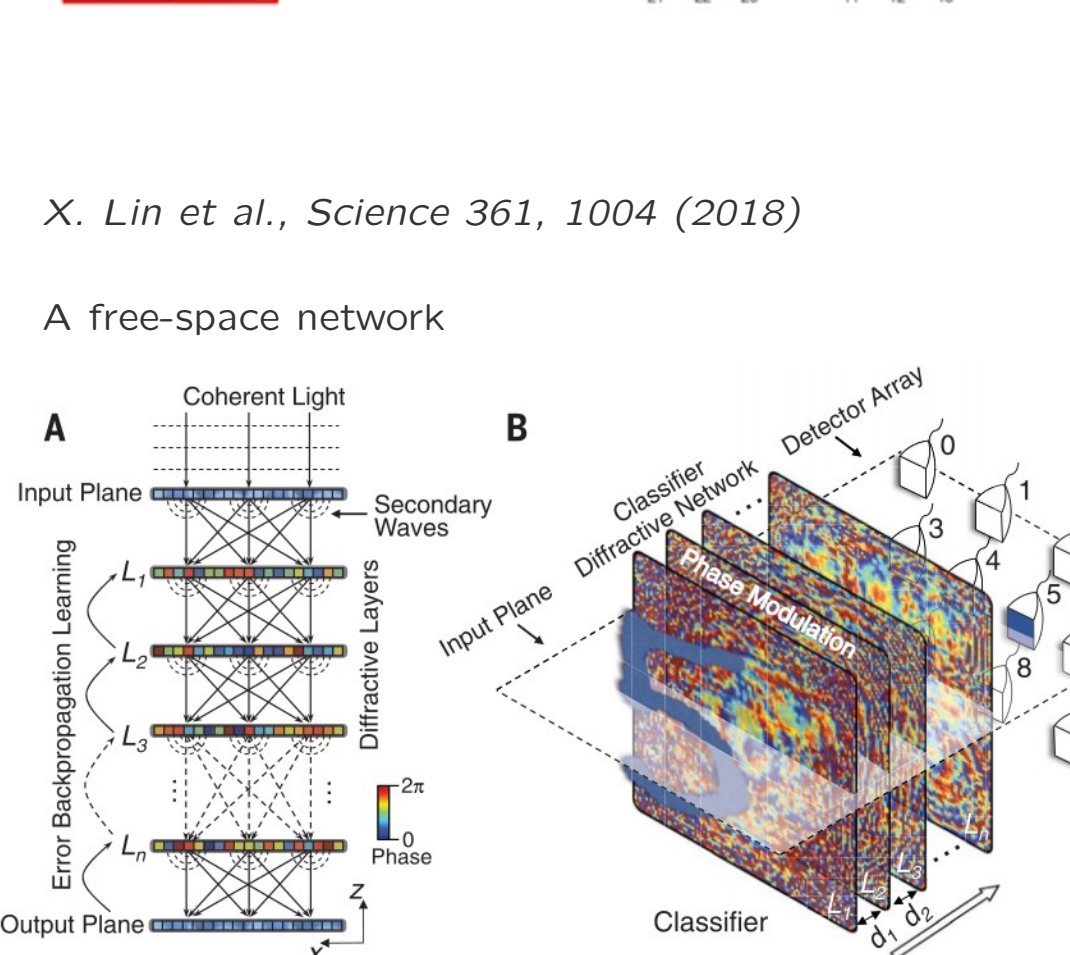 X. Lin et al., Science 361, 1004 (2018)
A free-space network
A
Coherent Light
Input Plane
Secondary
Waves
Error Backpropagation Learning
Diffractive Layers
L1
L2
L3
Ln
2π
0
Phase
Output Plane
z
x
B
Detector Array
Classifier
Diffractive Network
Input Plane
Phase Modulation
0
1
3
4
5
8
L1
L2
L3
Ln
d1
d2
Classifier